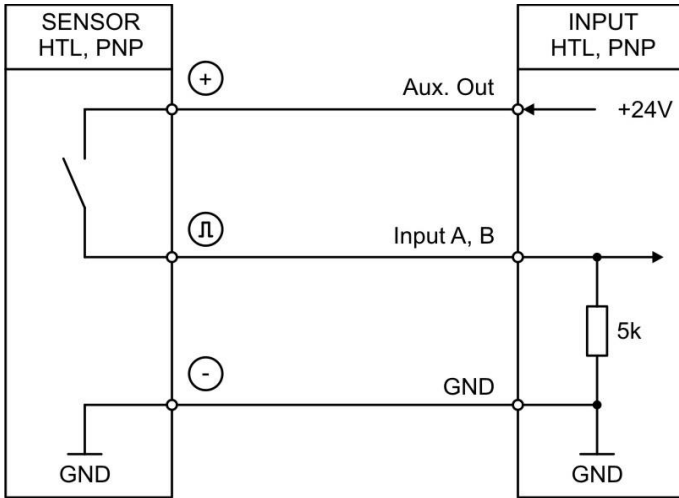 SENSOR
HTL, PNP
INPUT
HTL, PNP
+
Aux. Out
+24V
Input A, B
5k
-
GND
GND
GND